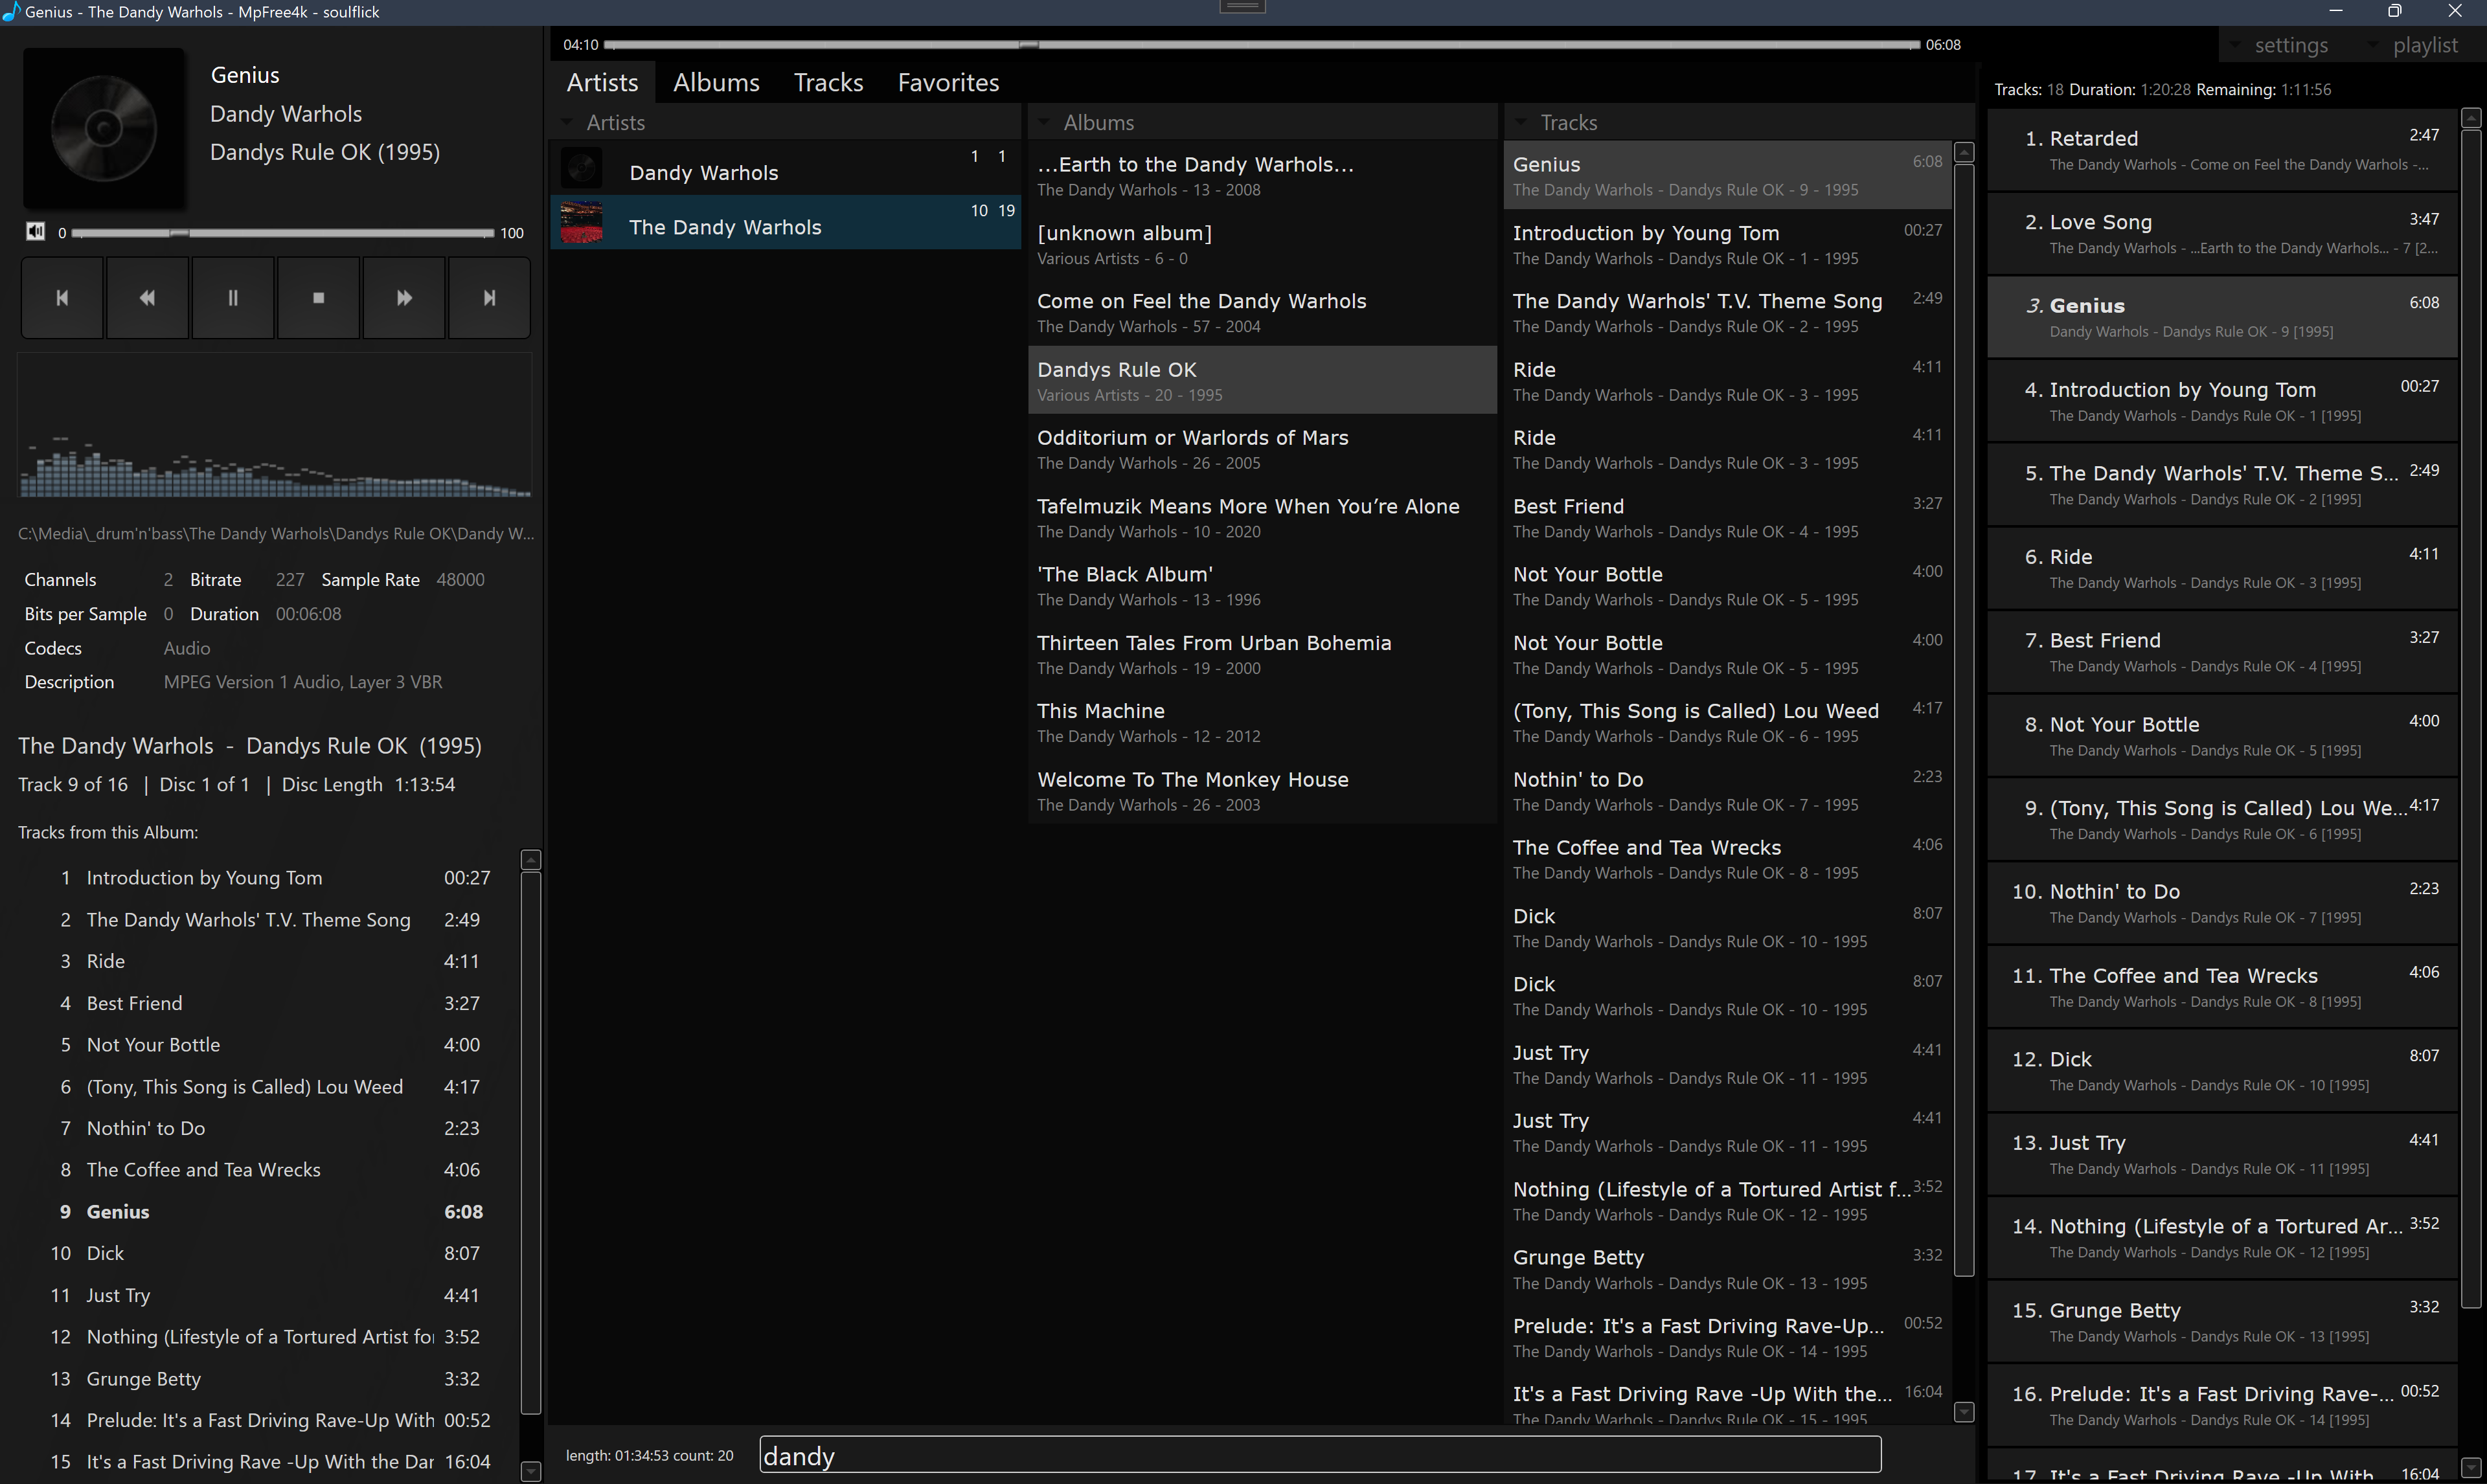 Genius - The Dandy Warhols - MpFree4k - soulflick
Genius
Dandy Warhols
Dandys Rule OK (1995)
0 100
C:\Media\_drum'n'bass\The Dandy Warhols\Dandys Rule OK\Dandy W...
Channels 2 Bitrate 227 Sample Rate 48000
Bits per Sample 0 Duration 00:06:08
Codecs Audio
Description MPEG Version 1 Audio, Layer 3 VBR
The Dandy Warhols - Dandys Rule OK (1995)
Track 9 of 16 | Disc 1 of 1 | Disc Length 1:13:54
Tracks from this Album:
1 Introduction by Young Tom 00:27
2 The Dandy Warhols' T.V. Theme Song 2:49
3 Ride 4:11
4 Best Friend 3:27
5 Not Your Bottle 4:00
6 (Tony, This Song is Called) Lou Weed 4:17
7 Nothin' to Do 2:23
8 The Coffee and Tea Wrecks 4:06
9 Genius 6:08
10 Dick 8:07
11 Just Try 4:41
12 Nothing (Lifestyle of a Tortured Artist for 3:52
13 Grunge Betty 3:32
14 Prelude: It's a Fast Driving Rave-Up With 00:52
15 It's a Fast Driving Rave -Up With the Dan 16:04
04:10 06:08
Artists Albums Tracks Favorites
Artists
Dandy Warhols 1 1
The Dandy Warhols 10 19
Albums
...Earth to the Dandy Warhols...
The Dandy Warhols - 13 - 2008
[unknown album]
Various Artists - 6 - 0
Come on Feel the Dandy Warhols
The Dandy Warhols - 57 - 2004
Dandys Rule OK
Various Artists - 20 - 1995
Odditorium or Warlords of Mars
The Dandy Warhols - 26 - 2005
Tafelmuzik Means More When You’re Alone
The Dandy Warhols - 10 - 2020
'The Black Album'
The Dandy Warhols - 13 - 1996
Thirteen Tales From Urban Bohemia
The Dandy Warhols - 19 - 2000
This Machine
The Dandy Warhols - 12 - 2012
Welcome To The Monkey House
The Dandy Warhols - 26 - 2003
Tracks
Genius 6:08
The Dandy Warhols - Dandys Rule OK - 9 - 1995
Introduction by Young Tom 00:27
The Dandy Warhols - Dandys Rule OK - 1 - 1995
The Dandy Warhols' T.V. Theme Song 2:49
The Dandy Warhols - Dandys Rule OK - 2 - 1995
Ride 4:11
The Dandy Warhols - Dandys Rule OK - 3 - 1995
Ride 4:11
The Dandy Warhols - Dandys Rule OK - 3 - 1995
Best Friend 3:27
The Dandy Warhols - Dandys Rule OK - 4 - 1995
Not Your Bottle 4:00
The Dandy Warhols - Dandys Rule OK - 5 - 1995
Not Your Bottle 4:00
The Dandy Warhols - Dandys Rule OK - 5 - 1995
(Tony, This Song is Called) Lou Weed 4:17
The Dandy Warhols - Dandys Rule OK - 6 - 1995
Nothin' to Do 2:23
The Dandy Warhols - Dandys Rule OK - 7 - 1995
The Coffee and Tea Wrecks 4:06
The Dandy Warhols - Dandys Rule OK - 8 - 1995
Dick 8:07
The Dandy Warhols - Dandys Rule OK - 10 - 1995
Dick 8:07
The Dandy Warhols - Dandys Rule OK - 10 - 1995
Just Try 4:41
The Dandy Warhols - Dandys Rule OK - 11 - 1995
Just Try 4:41
The Dandy Warhols - Dandys Rule OK - 11 - 1995
Nothing (Lifestyle of a Tortured Artist f... 3:52
The Dandy Warhols - Dandys Rule OK - 12 - 1995
Grunge Betty 3:32
The Dandy Warhols - Dandys Rule OK - 13 - 1995
Prelude: It's a Fast Driving Rave-Up... 00:52
The Dandy Warhols - Dandys Rule OK - 14 - 1995
It's a Fast Driving Rave -Up With the... 16:04
The Dandy Warhols - Dandys Rule OK - 15 - 1995
length: 01:34:53 count: 20
dandy
settings playlist
Tracks: 18 Duration: 1:20:28 Remaining: 1:11:56
1. Retarded 2:47
The Dandy Warhols - Come on Feel the Dandy Warhols -...
2. Love Song 3:47
The Dandy Warhols - ...Earth to the Dandy Warhols... - 7 [2...
3. Genius 6:08
Dandy Warhols - Dandys Rule OK - 9 [1995]
4. Introduction by Young Tom 00:27
The Dandy Warhols - Dandys Rule OK - 1 [1995]
5. The Dandy Warhols' T.V. Theme S... 2:49
The Dandy Warhols - Dandys Rule OK - 2 [1995]
6. Ride 4:11
The Dandy Warhols - Dandys Rule OK - 3 [1995]
7. Best Friend 3:27
The Dandy Warhols - Dandys Rule OK - 4 [1995]
8. Not Your Bottle 4:00
The Dandy Warhols - Dandys Rule OK - 5 [1995]
9. (Tony, This Song is Called) Lou We... 4:17
The Dandy Warhols - Dandys Rule OK - 6 [1995]
10. Nothin' to Do 2:23
The Dandy Warhols - Dandys Rule OK - 7 [1995]
11. The Coffee and Tea Wrecks 4:06
The Dandy Warhols - Dandys Rule OK - 8 [1995]
12. Dick 8:07
The Dandy Warhols - Dandys Rule OK - 10 [1995]
13. Just Try 4:41
The Dandy Warhols - Dandys Rule OK - 11 [1995]
14. Nothing (Lifestyle of a Tortured Ar... 3:52
The Dandy Warhols - Dandys Rule OK - 12 [1995]
15. Grunge Betty 3:32
The Dandy Warhols - Dandys Rule OK - 13 [1995]
16. Prelude: It's a Fast Driving Rave-... 00:52
The Dandy Warhols - Dandys Rule OK - 14 [1995]
17. It's a Fast Driving Rave -Up With 16:04